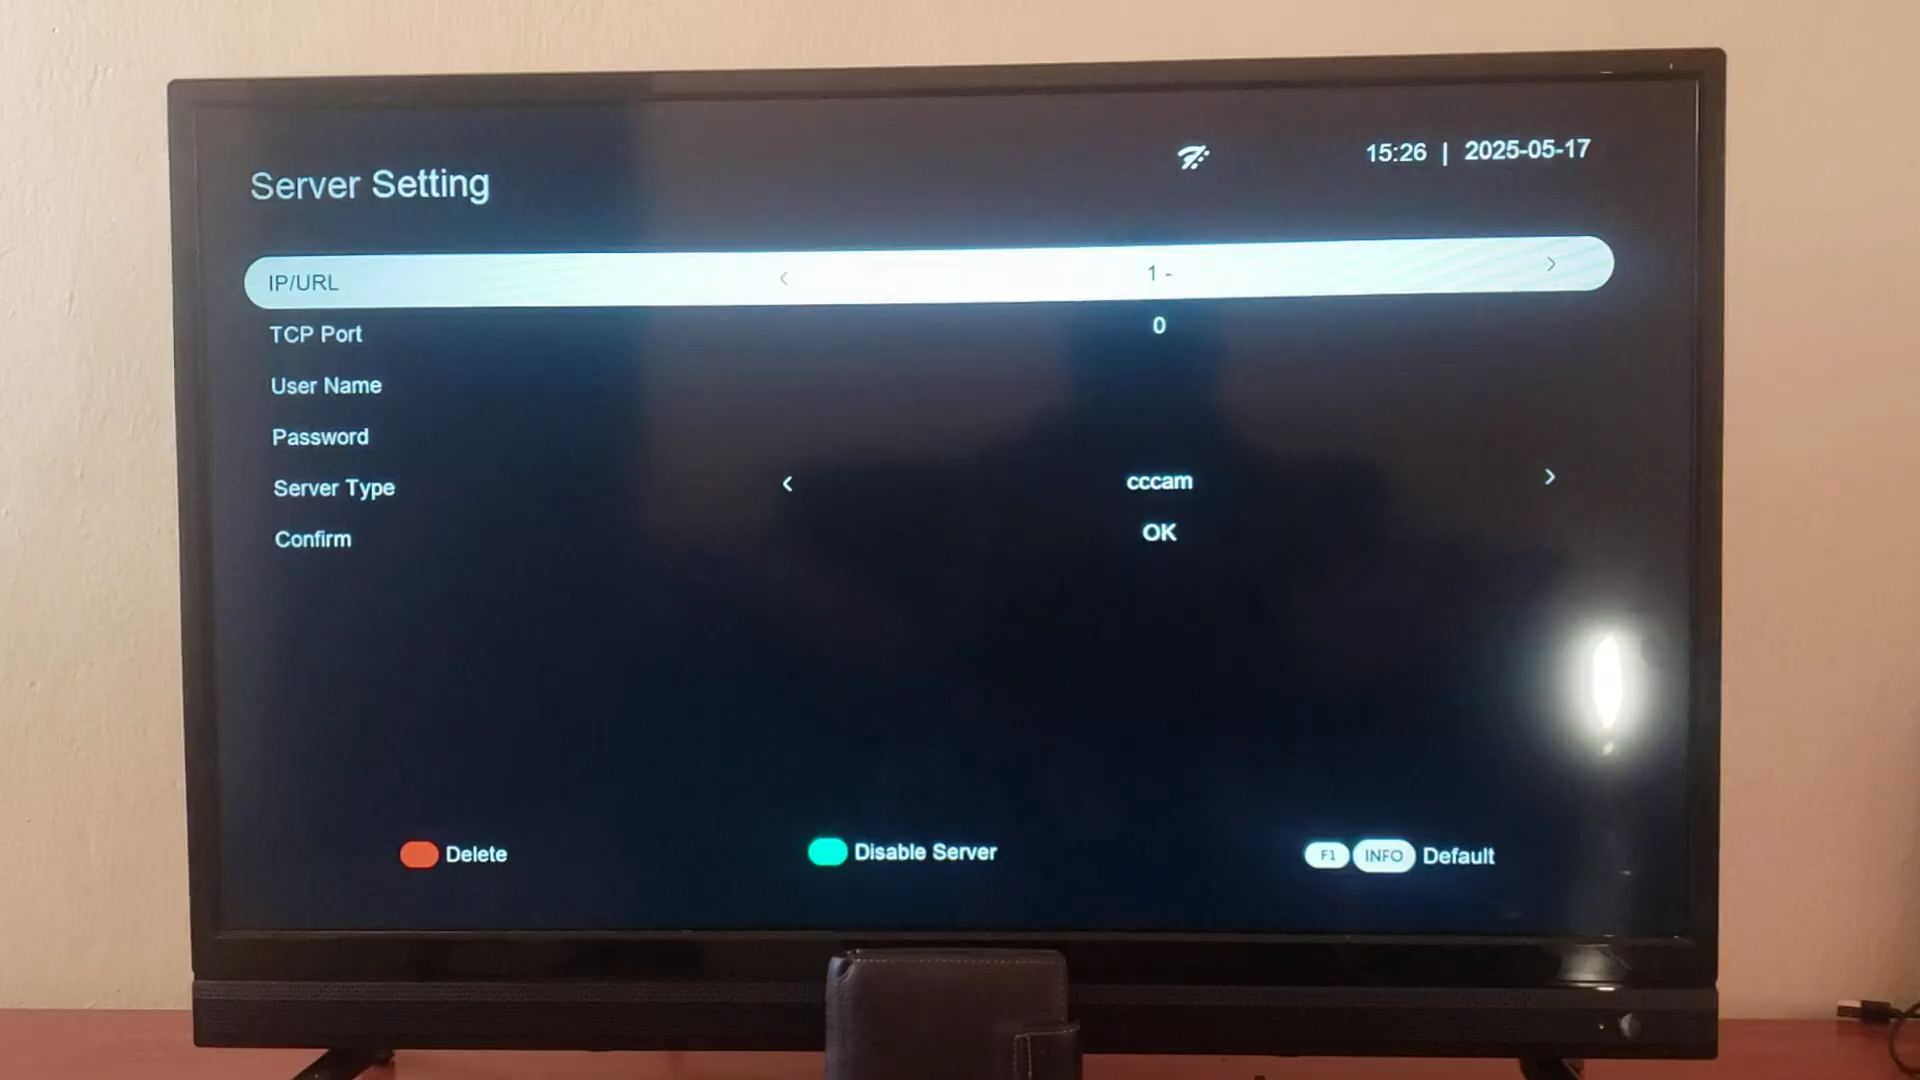 15:26 | 2025-05-17
Server Setting
IP/URL < 1 - >
TCP Port 0
User Name
Password
Server Type < cccam >
Confirm OK
Delete Disable Server F1 INFO Default